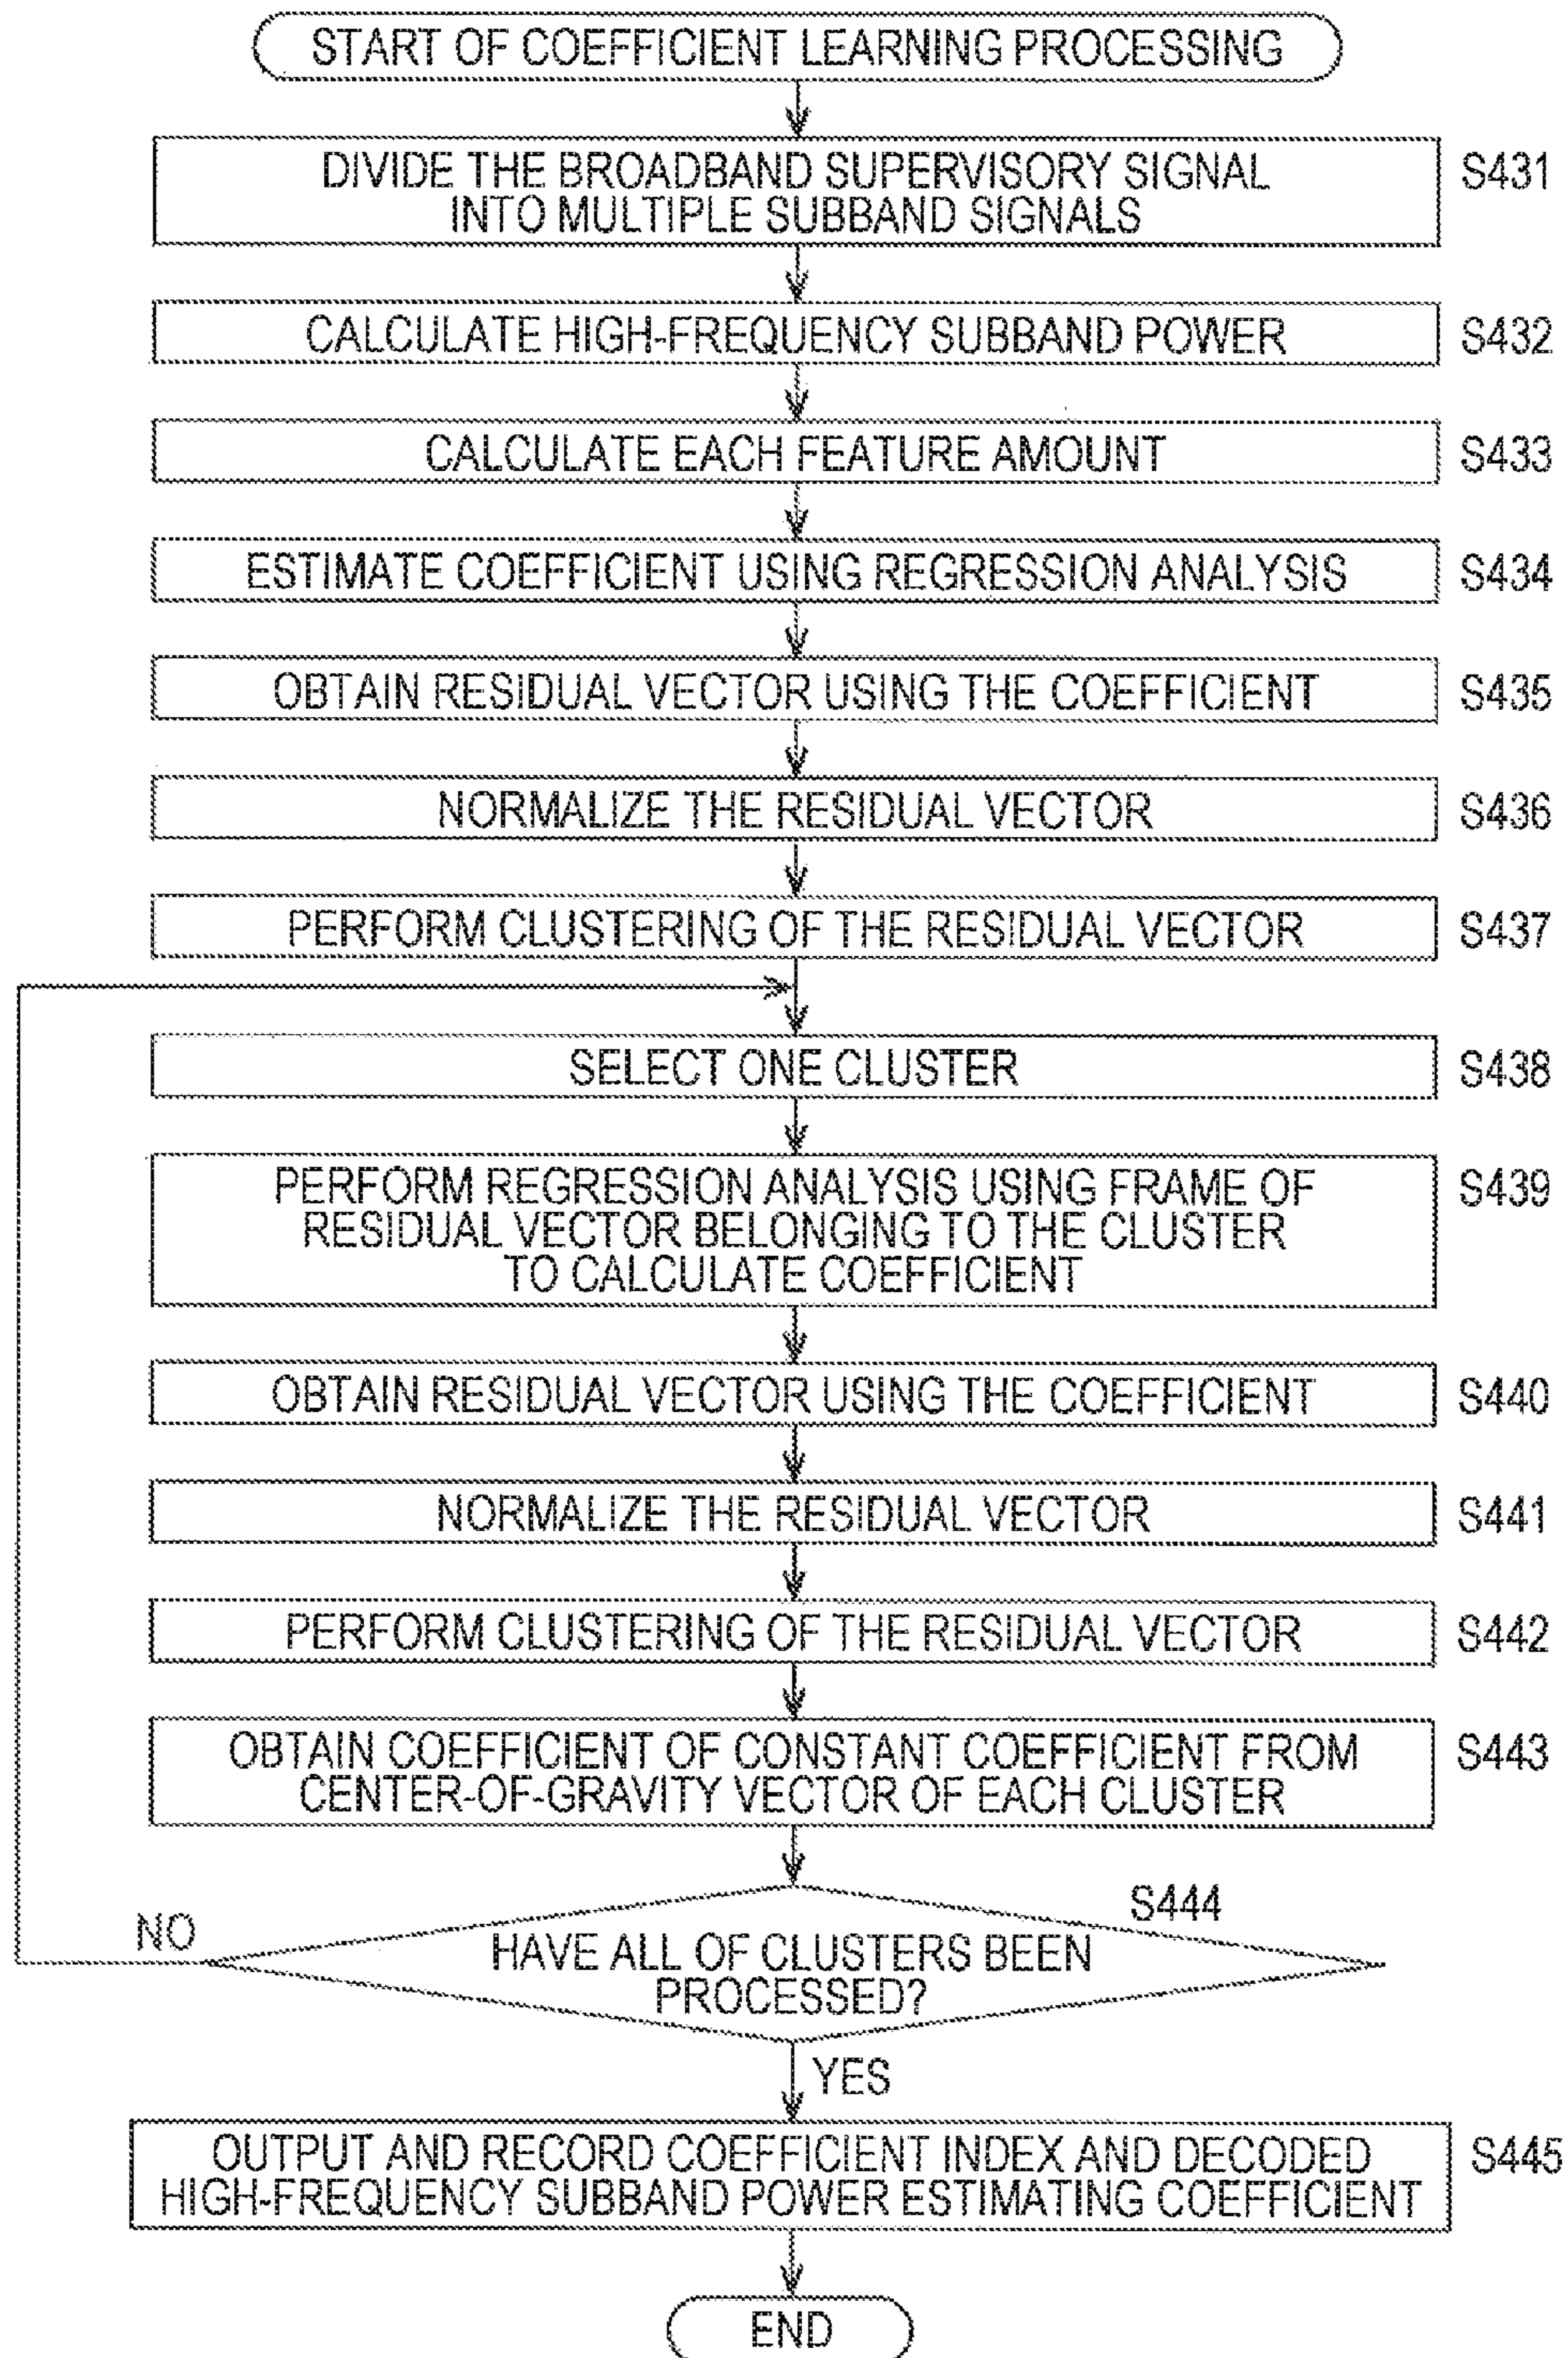 START OF COEFFICIENT LEARNING PROCESSING
DIVIDE THE BROADBAND SUPERVISORY SIGNAL
INTO MULTIPLE SUBBAND SIGNALS
S431
CALCULATE HIGH-FREQUENCY SUBBAND POWER
S432
CALCULATE EACH FEATURE AMOUNT
S433
ESTIMATE COEFFICIENT USING REGRESSION ANALYSIS
S434
OBTAIN RESIDUAL VECTOR USING THE COEFFICIENT
S435
NORMALIZE THE RESIDUAL VECTOR
S436
PERFORM CLUSTERING OF THE RESIDUAL VECTOR
S437
SELECT ONE CLUSTER
S438
PERFORM REGRESSION ANALYSIS USING FRAME OF
RESIDUAL VECTOR BELONGING TO THE CLUSTER
TO CALCULATE COEFFICIENT
S439
OBTAIN RESIDUAL VECTOR USING THE COEFFICIENT
S440
NORMALIZE THE RESIDUAL VECTOR
S441
PERFORM CLUSTERING OF THE RESIDUAL VECTOR
S442
OBTAIN COEFFICIENT OF CONSTANT COEFFICIENT FROM
CENTER-OF-GRAVITY VECTOR OF EACH CLUSTER
S443
S444
NO
HAVE ALL OF CLUSTERS BEEN
PROCESSED?
YES
OUTPUT AND RECORD COEFFICIENT INDEX AND DECODED
HIGH-FREQUENCY SUBBAND POWER ESTIMATING COEFFICIENT
S445
END